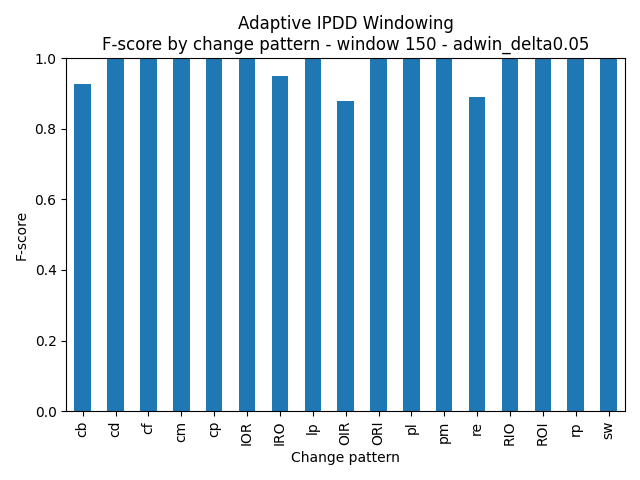 Adaptive IPDD Windowing
F-score by change pattern - window 150 - adwin_delta0.05
1.0
0.8
0.6
0.4
0.2
0.0
F-score
cb
cd
cf
cm
cp
IOR
IRO
lp
OIR
ORI
pl
pm
re
RIO
ROI
rp
sw
Change pattern